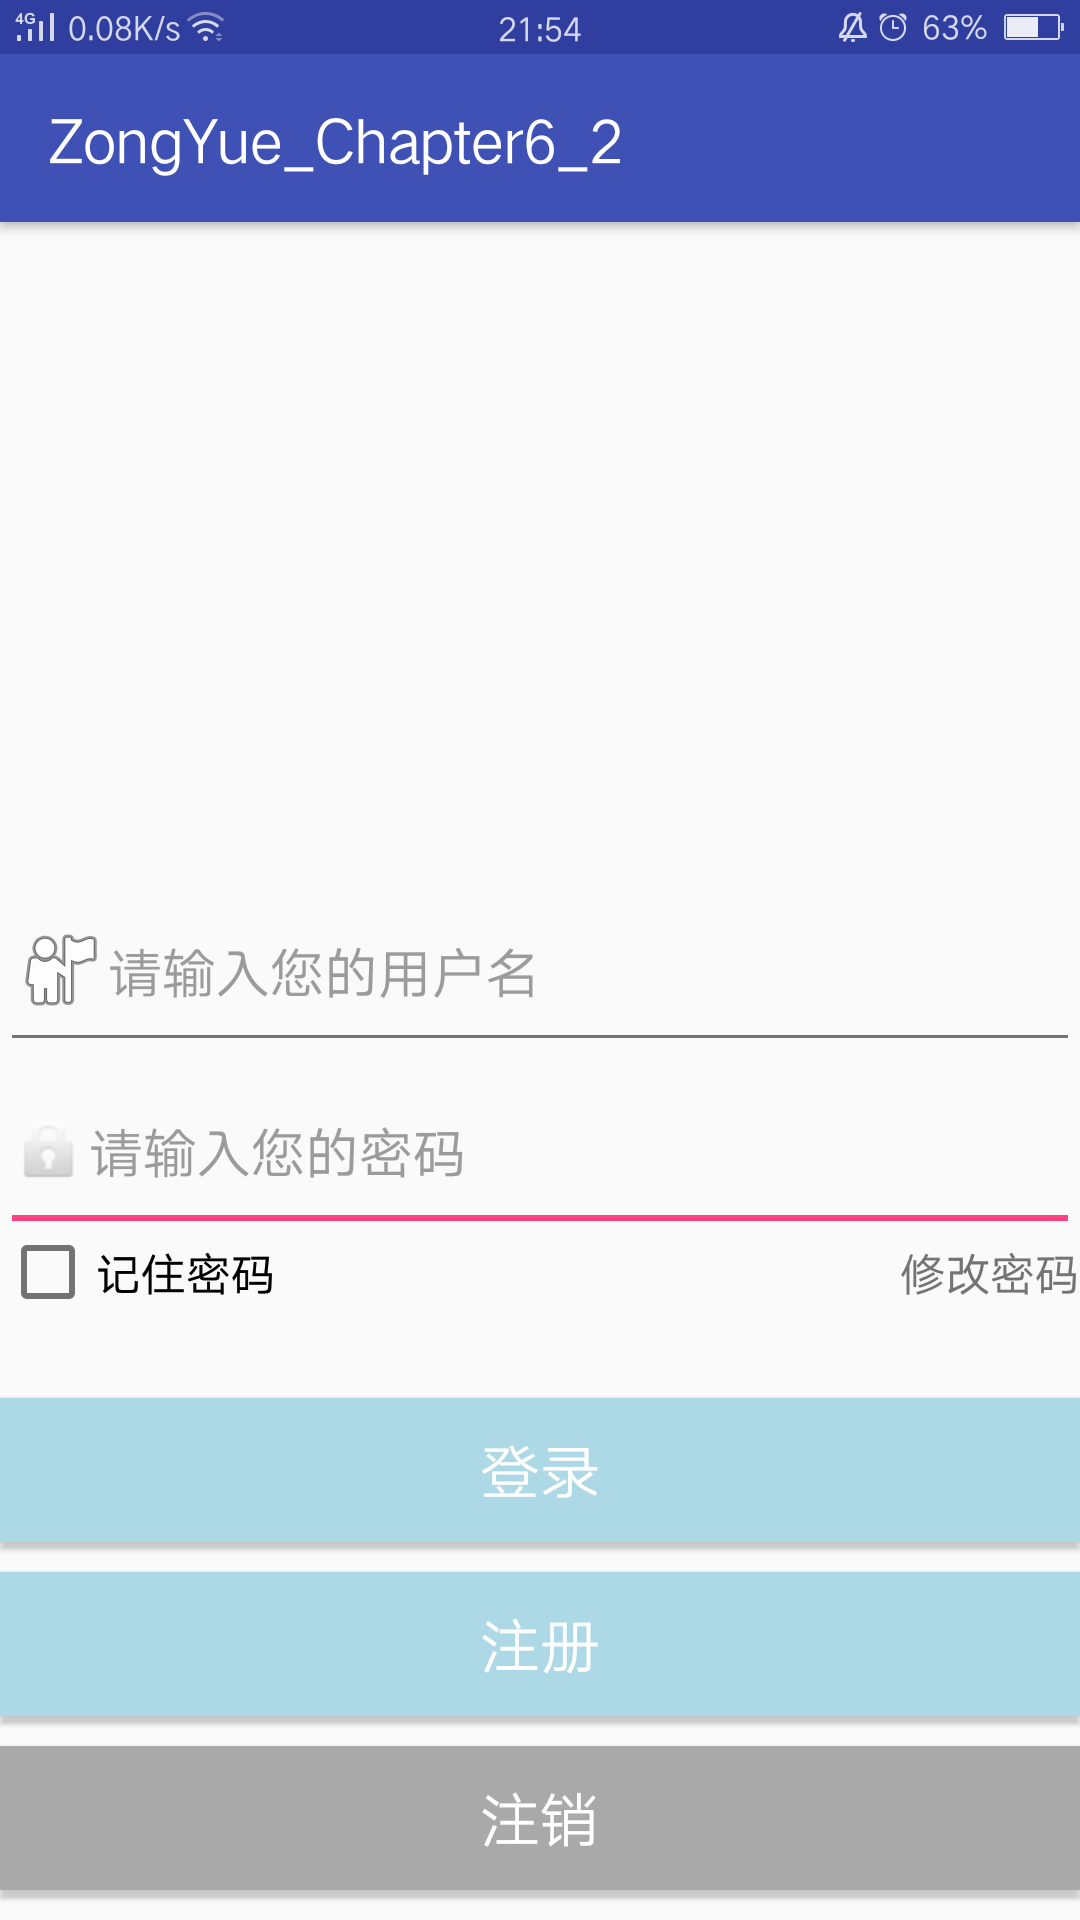 4G 0.08K/s 21:54 63%
ZongYue_Chapter6_2
请输入您的用户名
请输入您的密码
记住密码 修改密码
登录
注册
注销